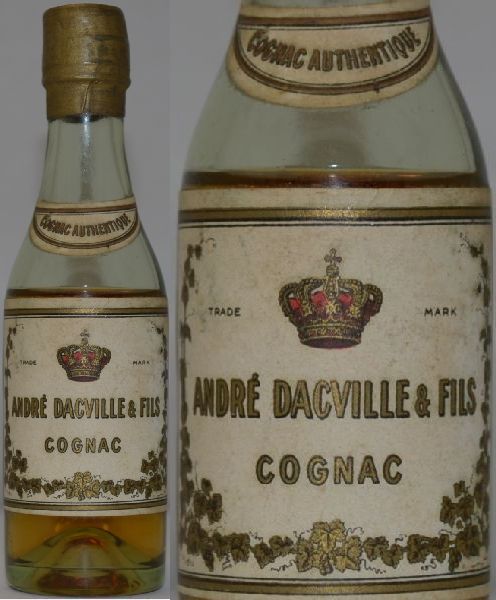 COGNAC AUTHENTIQUE
TRADE MARK
ANDRÉ DACVILLE & FILS
COGNAC
COGNAC AUTHENTIQUE
TRADE MARK
ANDRÉ DACVILLE & FILS
COGNAC